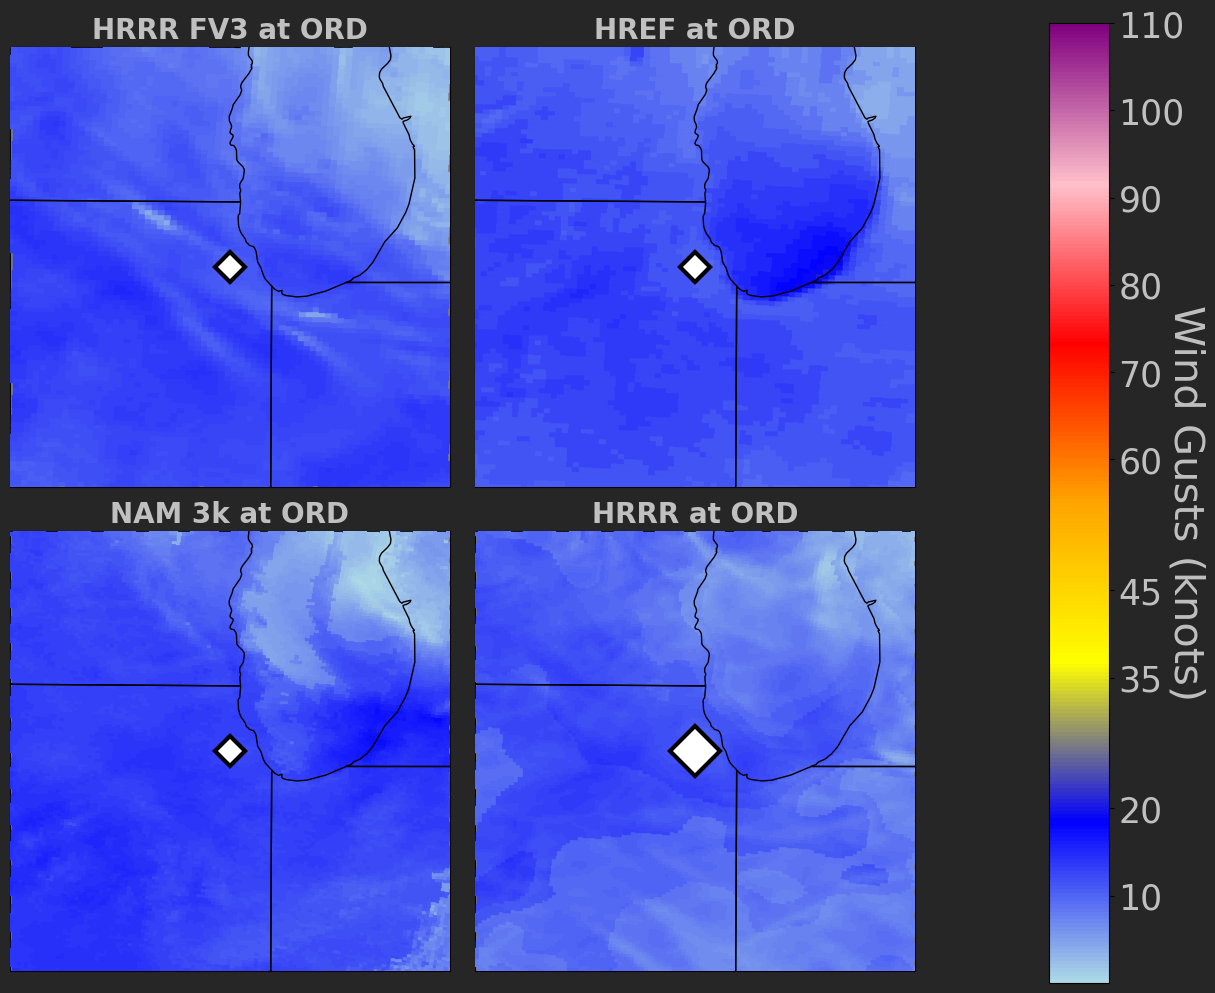 HRRR FV3 at ORD
HREF at ORD
NAM 3k at ORD
HRRR at ORD
110
100
90
80
70
60
45
35
20
10
Wind Gusts (knots)